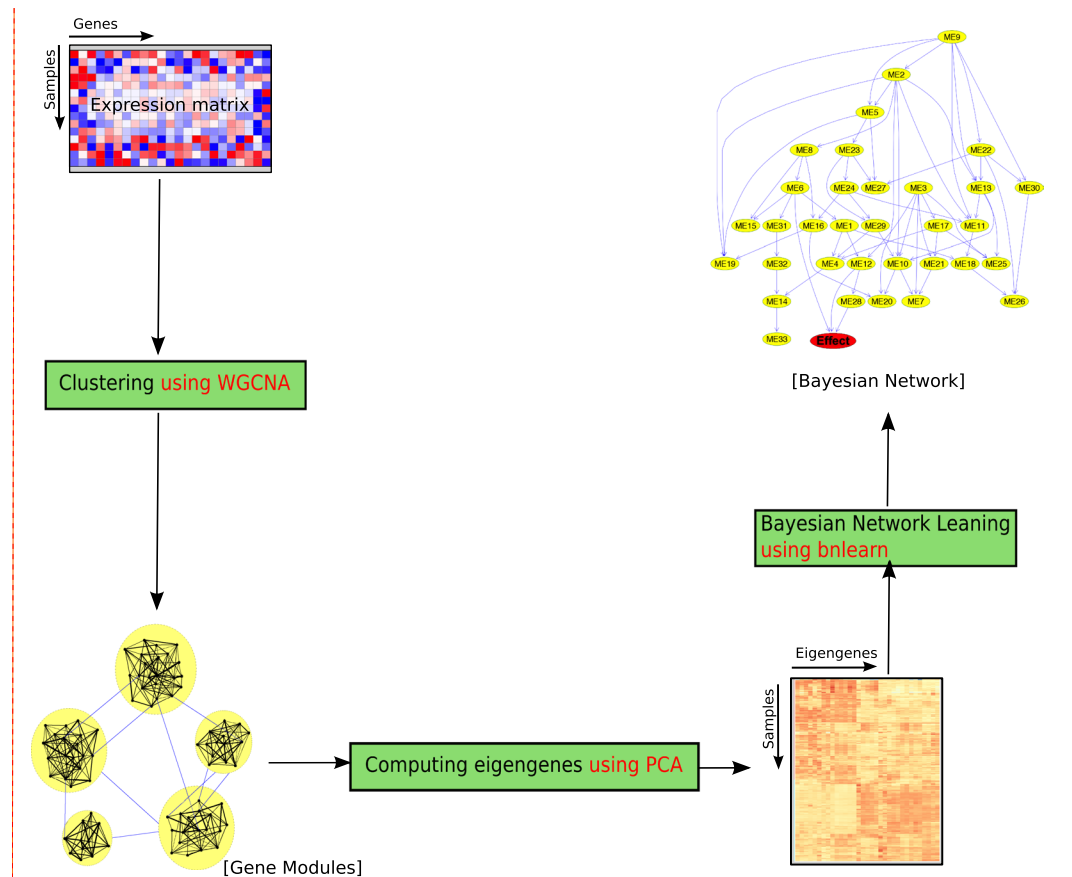 Genes
Samples
Expression matrix
Clustering using WGCNA
[Gene Modules]
Computing eigengenes using PCA
Eigengenes
Samples
Bayesian Network Leaning
using bnlearn
[Bayesian Network]
ME9
ME2
ME5
ME8 ME23 ME22
ME6 ME24 ME27 ME3 ME13 ME30
ME15 ME31 ME16 ME1 ME29 ME17 ME11
ME19 ME32 ME4 ME12 ME10 ME21 ME18 ME25
ME14 ME28 ME20 ME7 ME26
ME33 Effect